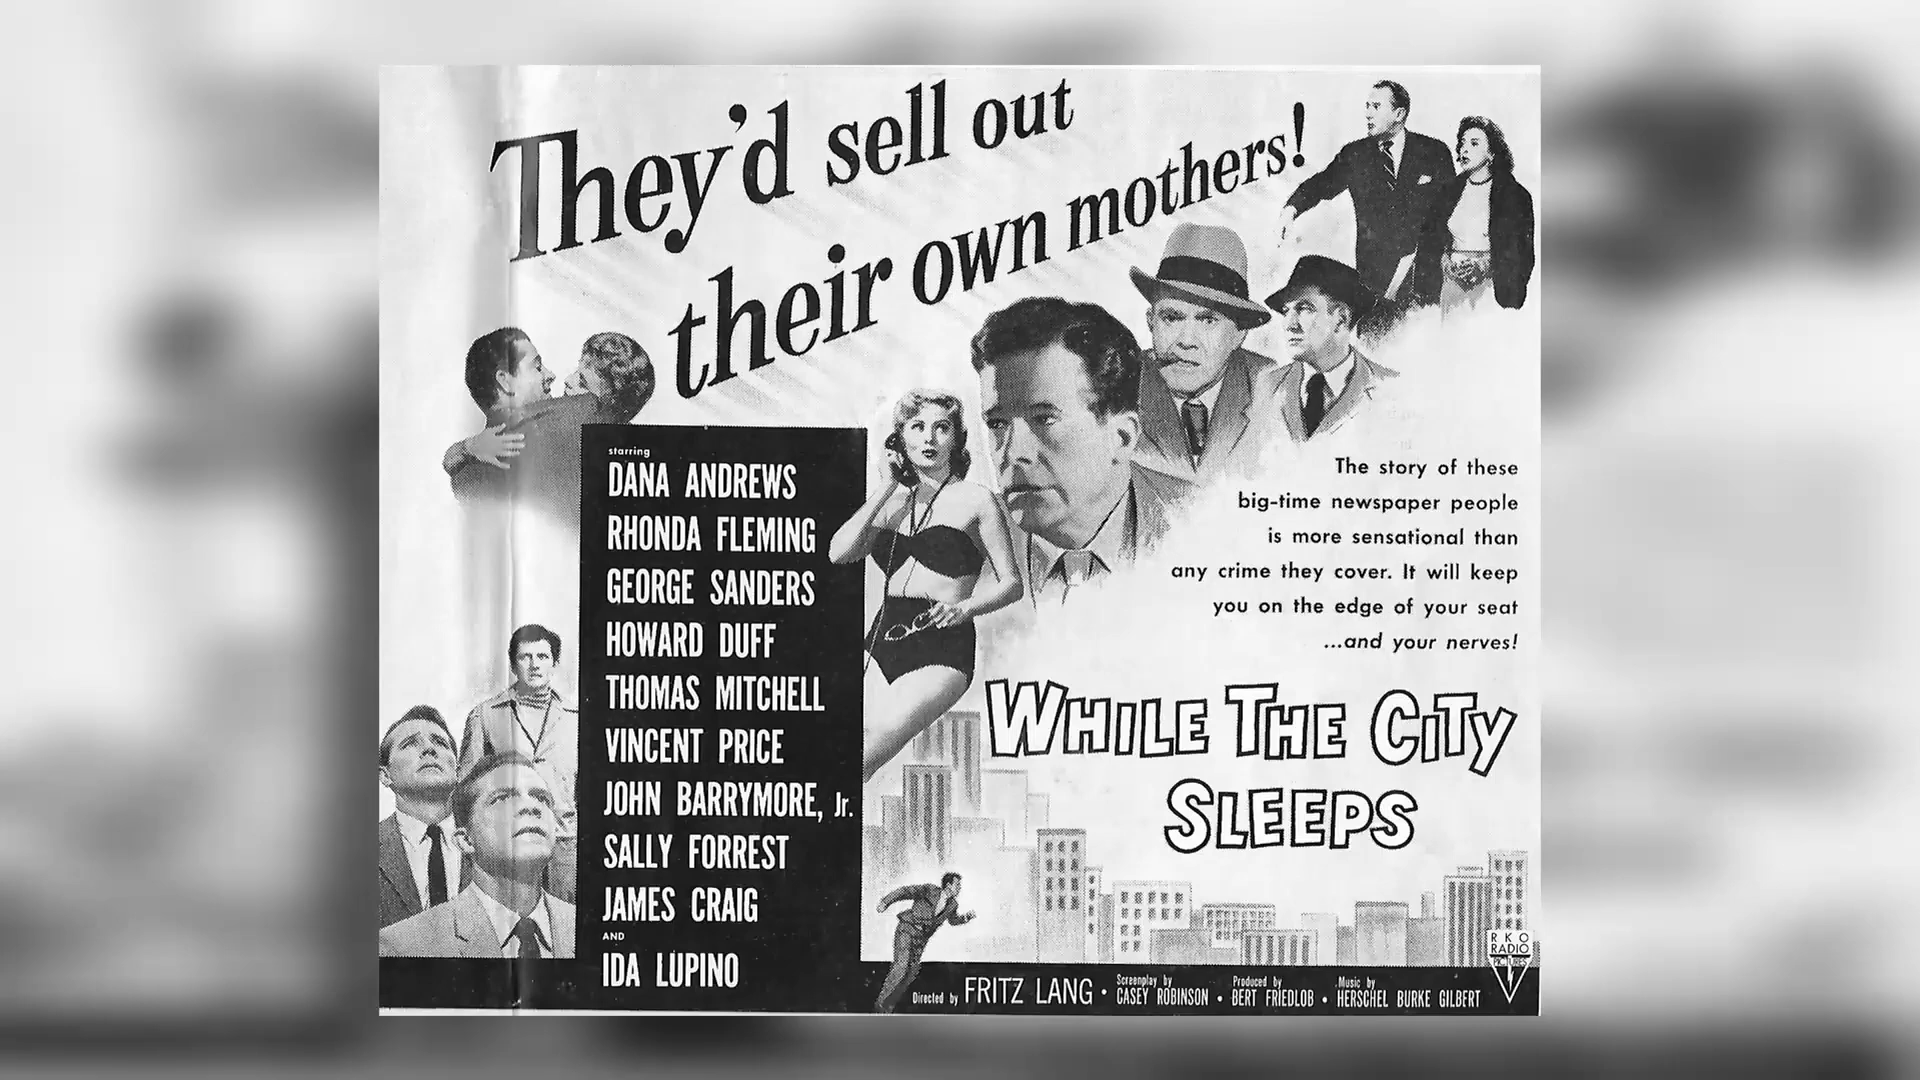 They'd sell out
their own mothers!
starring
DANA ANDREWS
RHONDA FLEMING
GEORGE SANDERS
HOWARD DUFF
THOMAS MITCHELL
VINCENT PRICE
JOHN BARRYMORE, Jr.
SALLY FORREST
JAMES CRAIG
AND
IDA LUPINO
The story of these
big-time newspaper people
is more sensational than
any crime they cover. It will keep
you on the edge of your seat
...and your nerves!
WHILE THE CITY
SLEEPS
RKO
RADIO
PICTURES
Directed by FRITZ LANG • Screenplay by CASEY ROBINSON • Produced by BERT FRIEDLOB • Music by HERSCHEL BURKE GILBERT